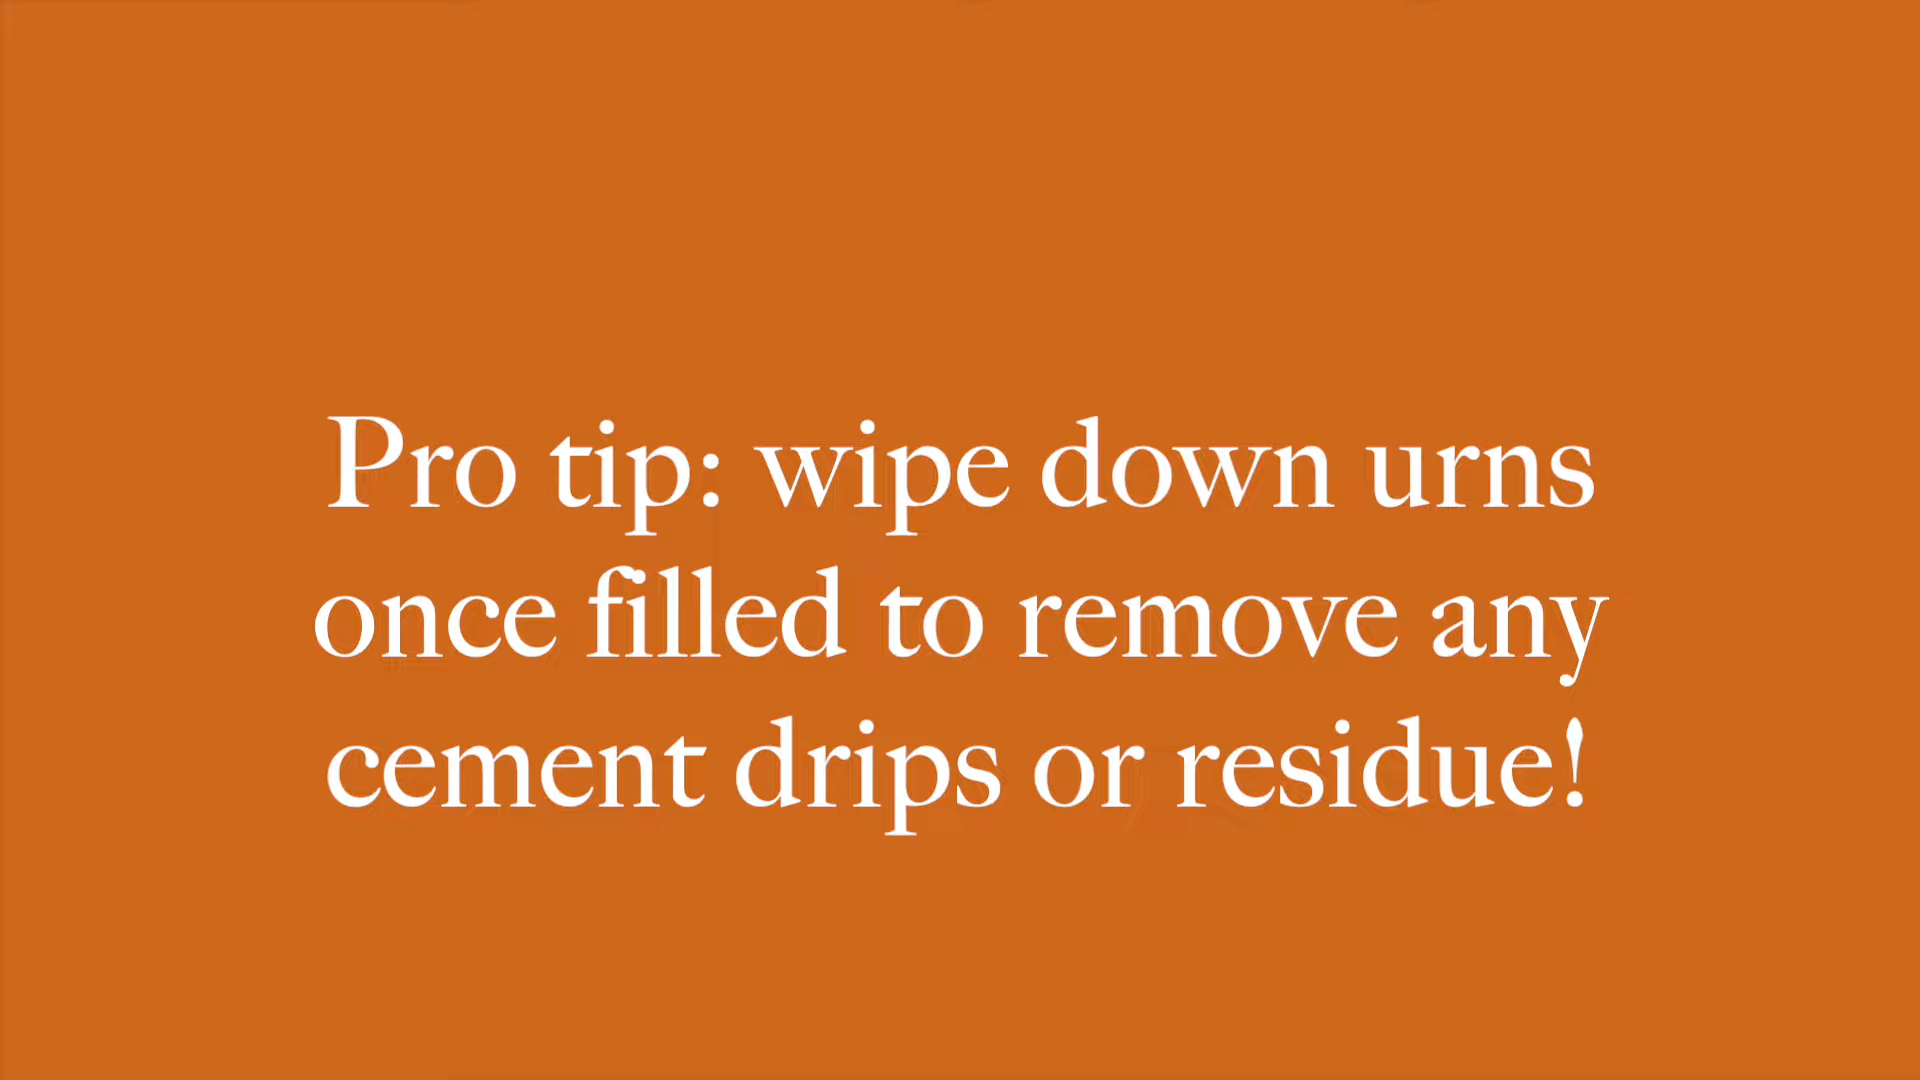 Pro tip: wipe down urns
once filled to remove any
cement drips or residue!